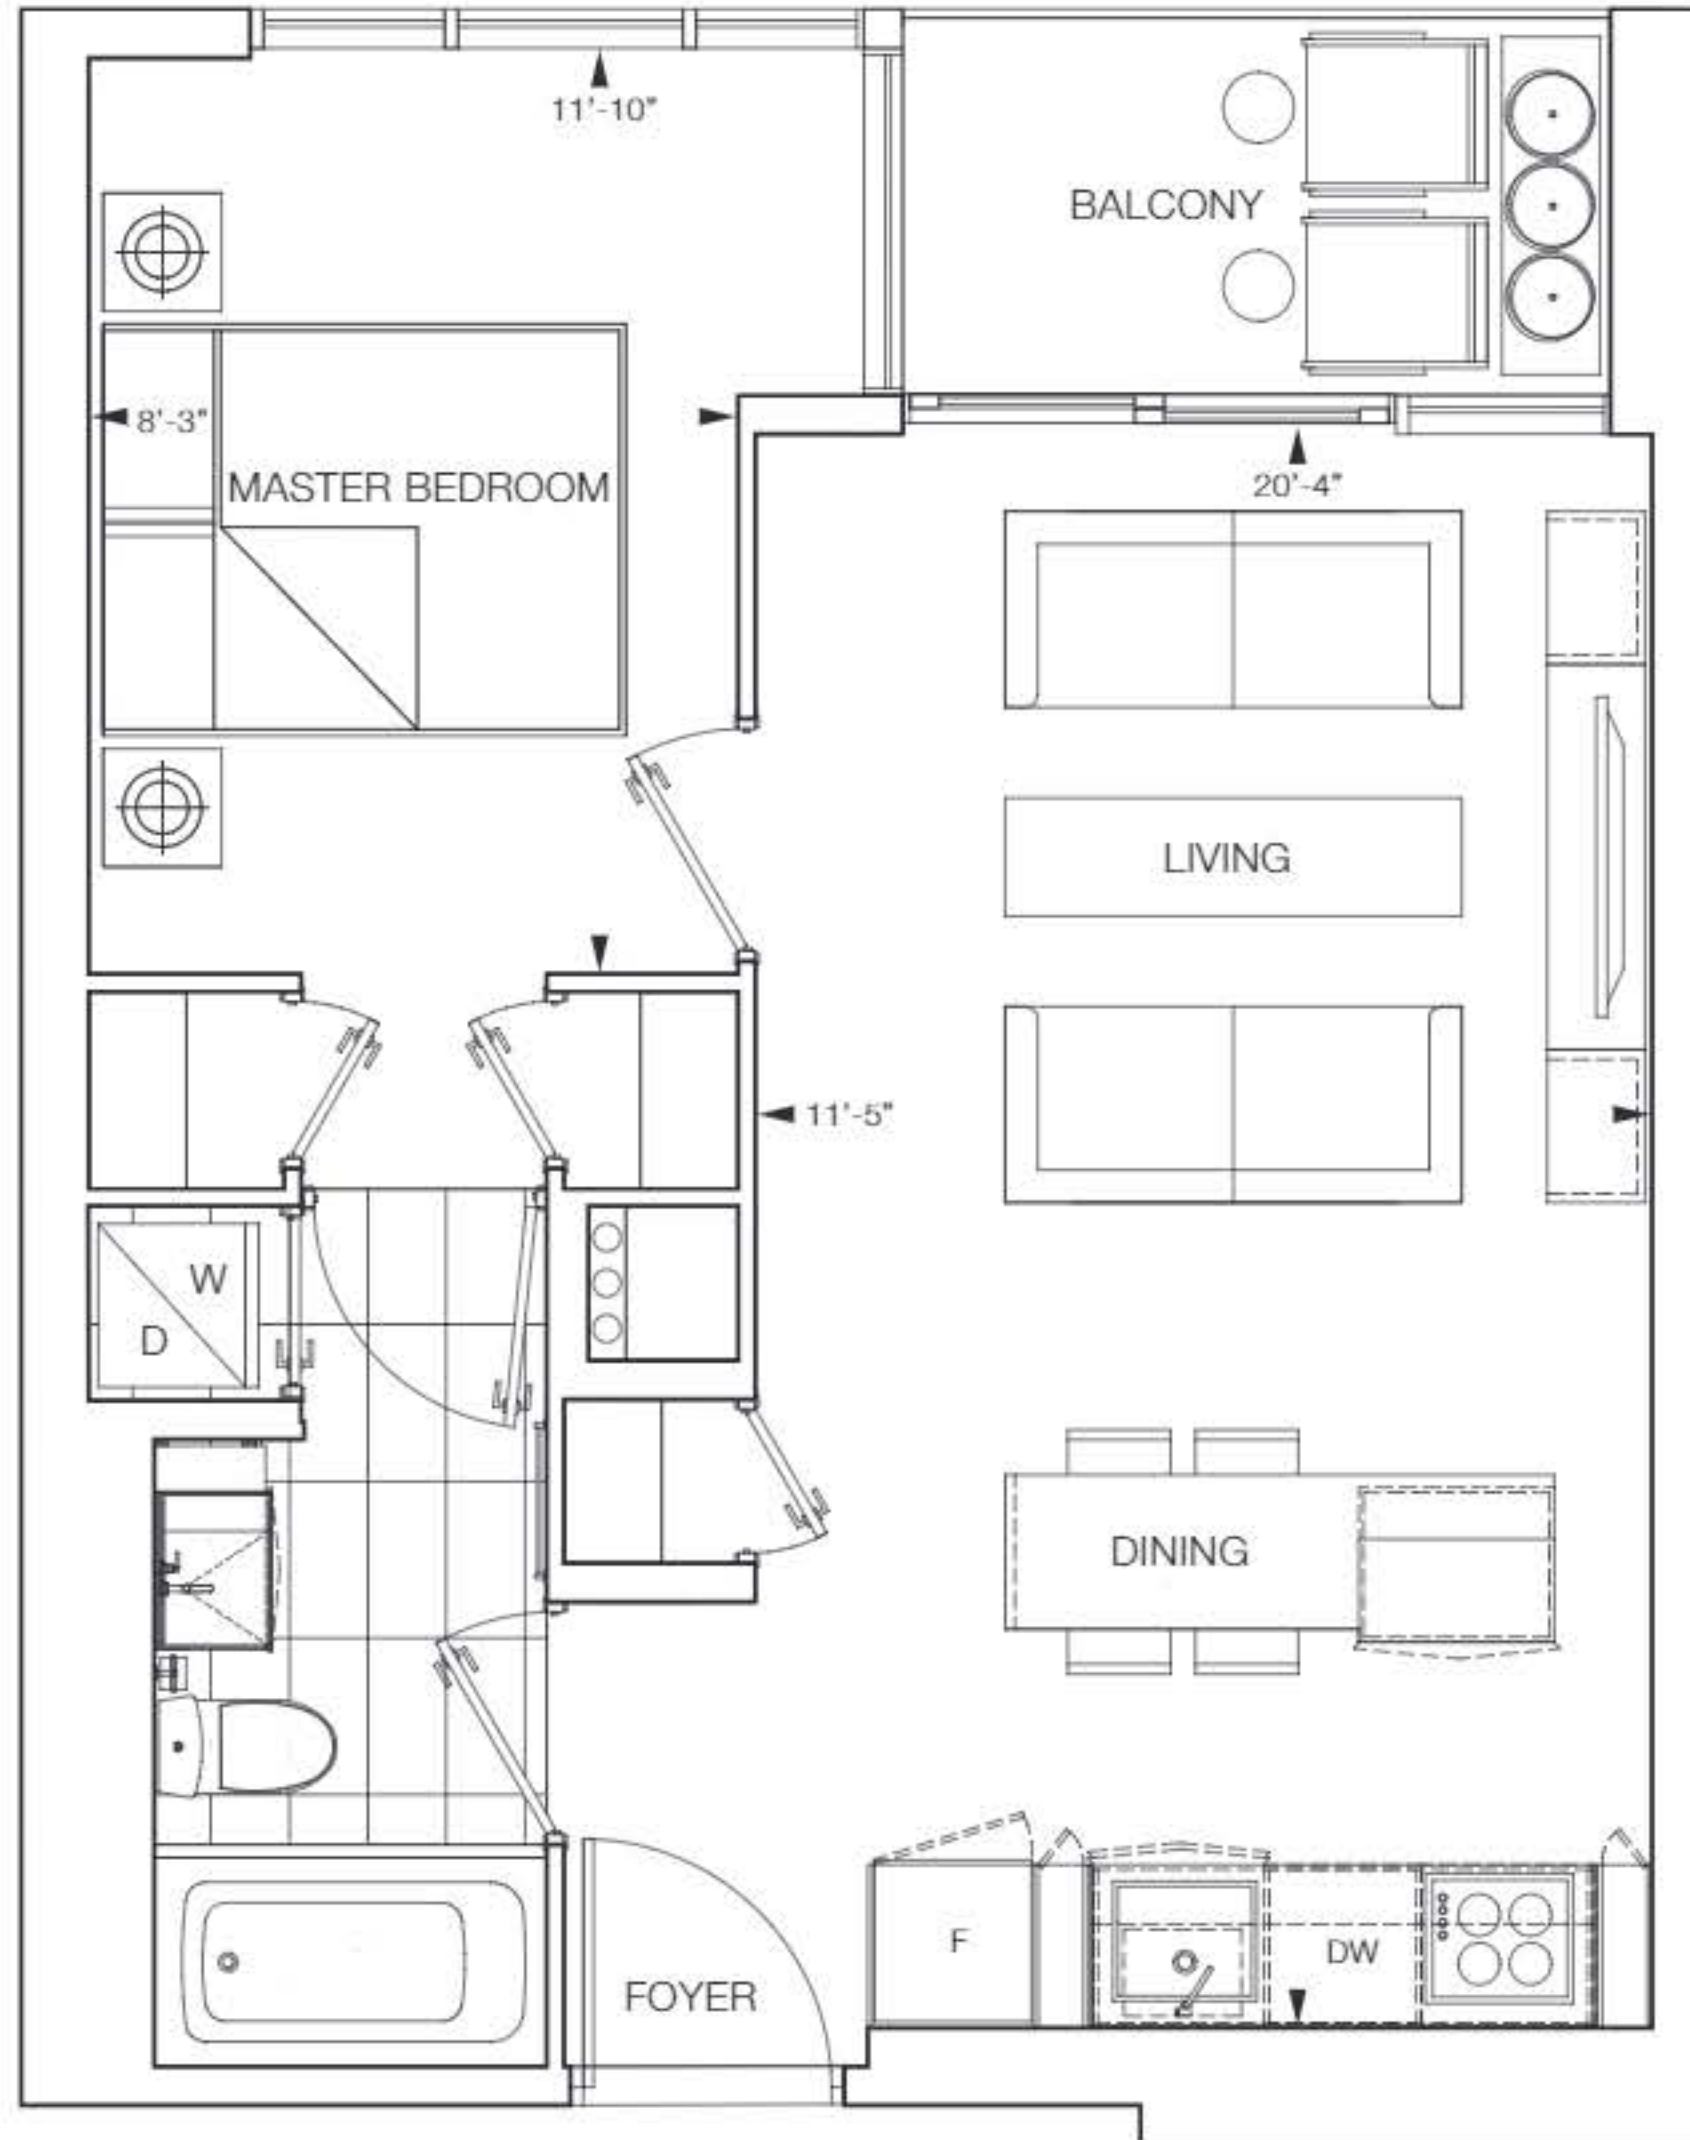 11'-10"
BALCONY
8'-3"
MASTER BEDROOM
20'-4"
LIVING
11'-5"
W
D
DINING
F
DW
FOYER